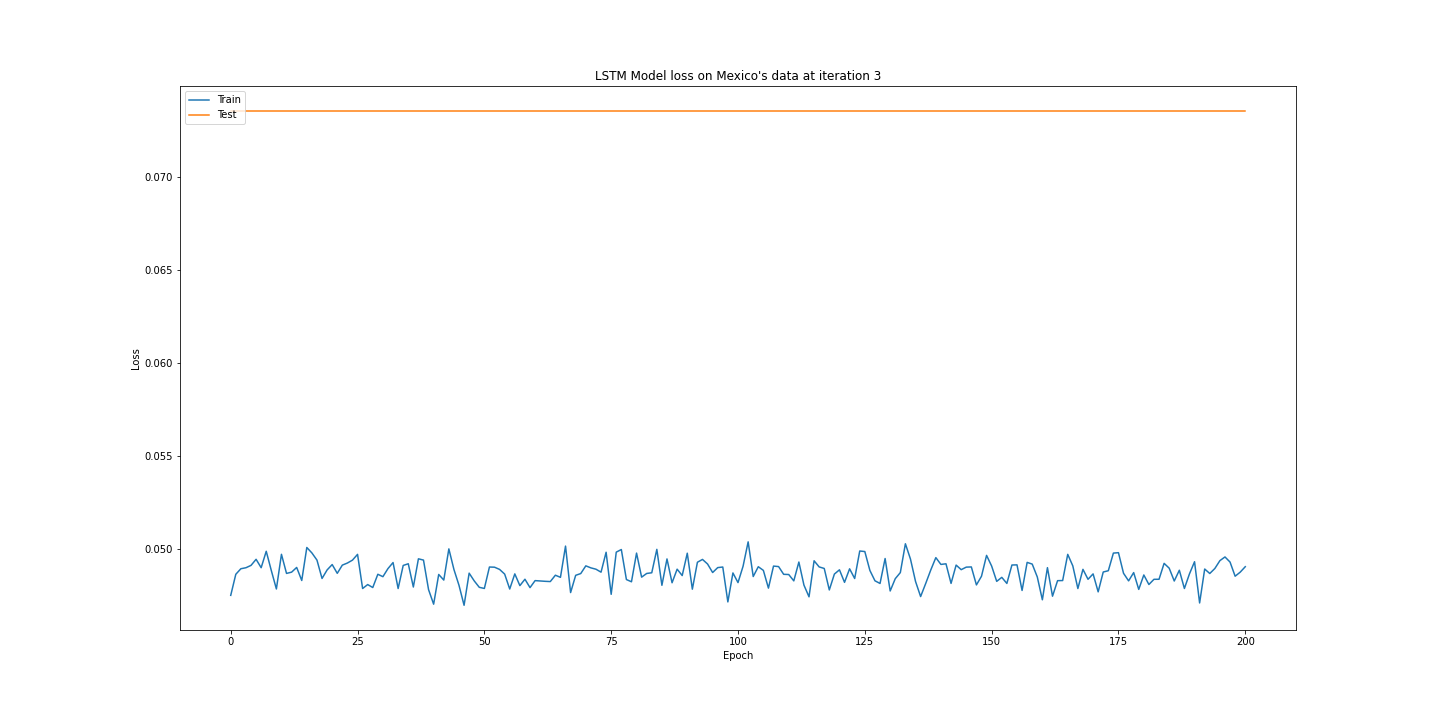 LSTM Model loss on Mexico's data at iteration 3
Train
Test
0.070
0.065
0.060
0.055
0.050
Loss
0 25 50 75 100 125 150 175 200
Epoch